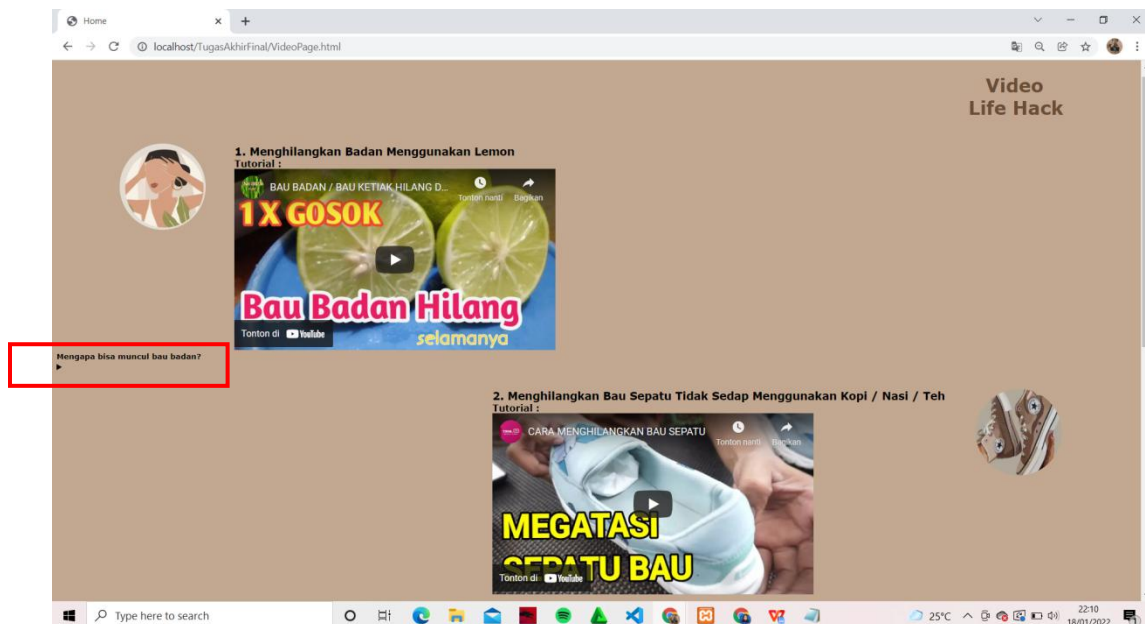 Home
localhost/TugasAkhirFinal/VideoPage.html
Video
Life Hack
1. Menghilangkan Badan Menggunakan Lemon
Tutorial :
BAU BADAN / BAU KETIAK HILANG D...
Tonton nanti
Bagikan
1X GOSOK
Bau Badan Hilang
selamanya
Tonton di YouTube
Mengapa bisa muncul bau badan?
2. Menghilangkan Bau Sepatu Tidak Sedap Menggunakan Kopi / Nasi / Teh
Tutorial :
CARA MENGHILANGKAN BAU SEPATU
Tonton nanti
Bagikan
MEGATASI
SEPATU BAU
Tonton di YouTube
Type here to search
25°C
22:10
18/01/2022